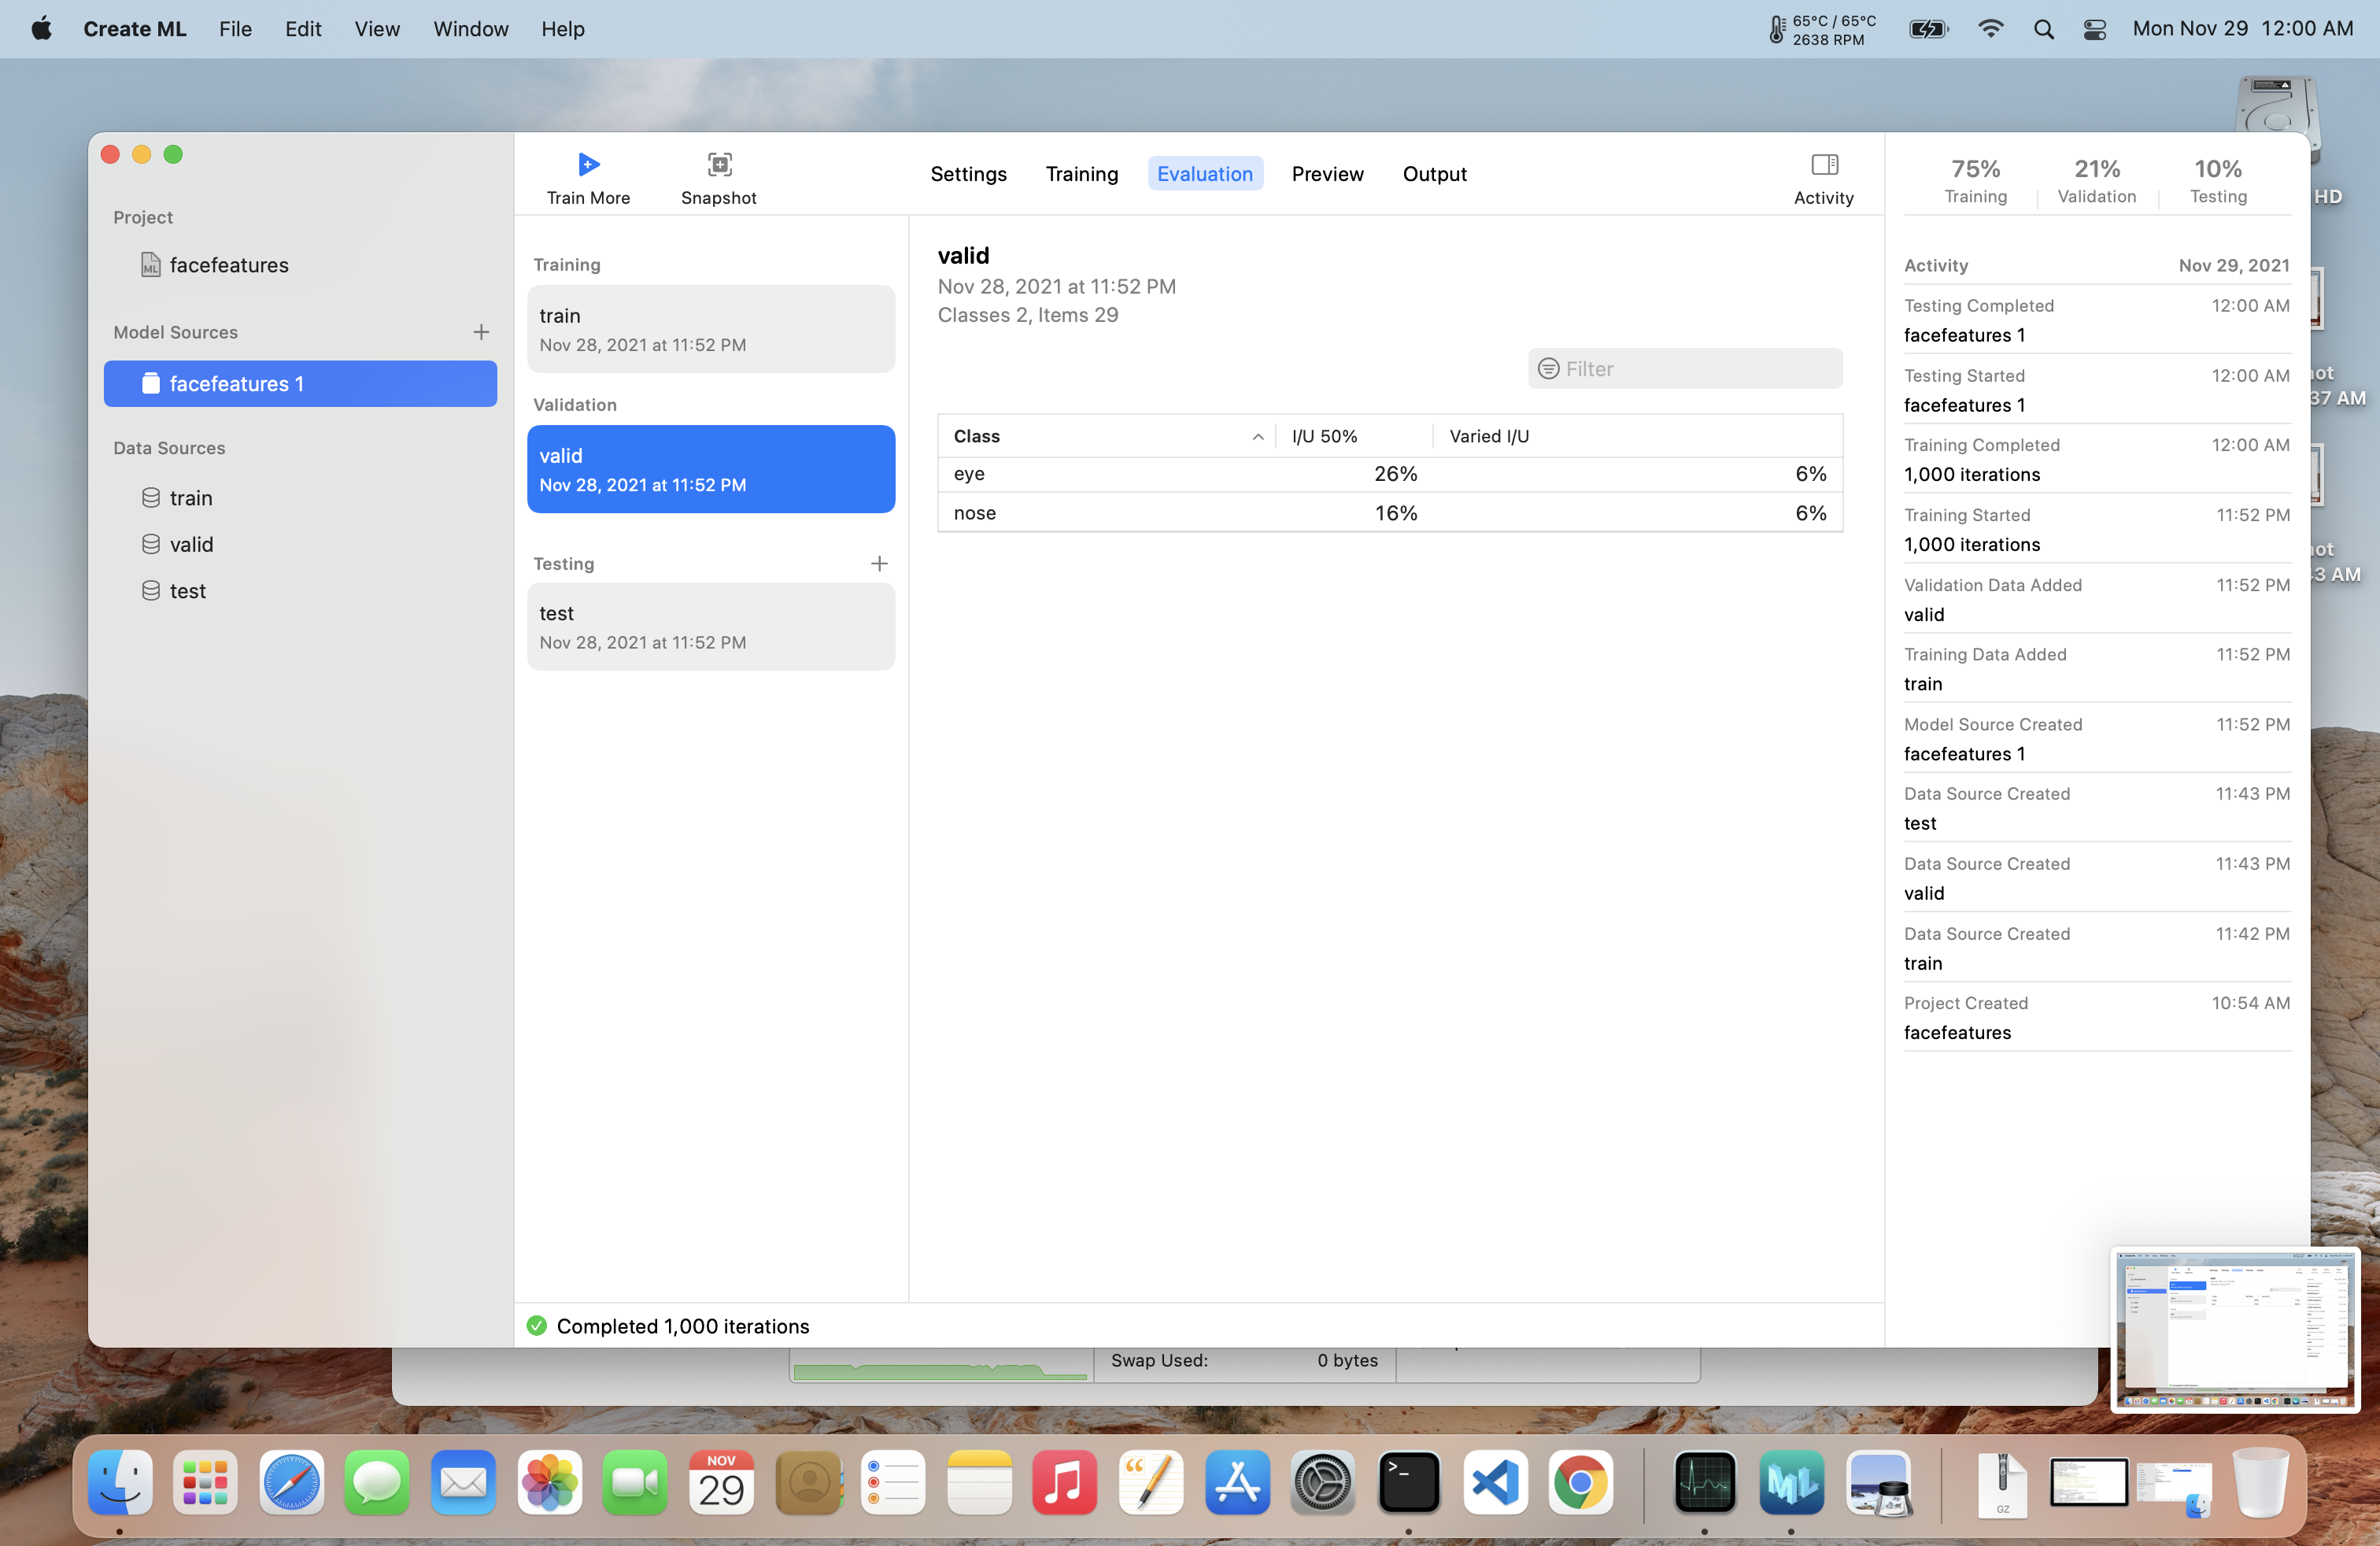 Create ML File Edit View Window Help
65°C / 65°C
2638 RPM
Mon Nov 29 12:00 AM
HD
37 AM
3 AM
Project
facefeatures
Model Sources
facefeatures 1
Data Sources
train
valid
test
Train More
Snapshot
Settings Training Evaluation Preview Output
Activity
Training
train
Nov 28, 2021 at 11:52 PM
Validation
valid
Nov 28, 2021 at 11:52 PM
Testing
test
Nov 28, 2021 at 11:52 PM
valid
Nov 28, 2021 at 11:52 PM
Classes 2, Items 29
Filter
Class I/U 50% Varied I/U
eye 26% 6%
nose 16% 6%
Completed 1,000 iterations
75% 21% 10%
Training Validation Testing
Activity Nov 29, 2021
Testing Completed 12:00 AM
facefeatures 1
Testing Started 12:00 AM
facefeatures 1
Training Completed 12:00 AM
1,000 iterations
Training Started 11:52 PM
1,000 iterations
Validation Data Added 11:52 PM
valid
Training Data Added 11:52 PM
train
Model Source Created 11:52 PM
facefeatures 1
Data Source Created 11:43 PM
test
Data Source Created 11:43 PM
valid
Data Source Created 11:42 PM
train
Project Created 10:54 AM
facefeatures
Swap Used: 0 bytes
NOV
29
ML
GZ